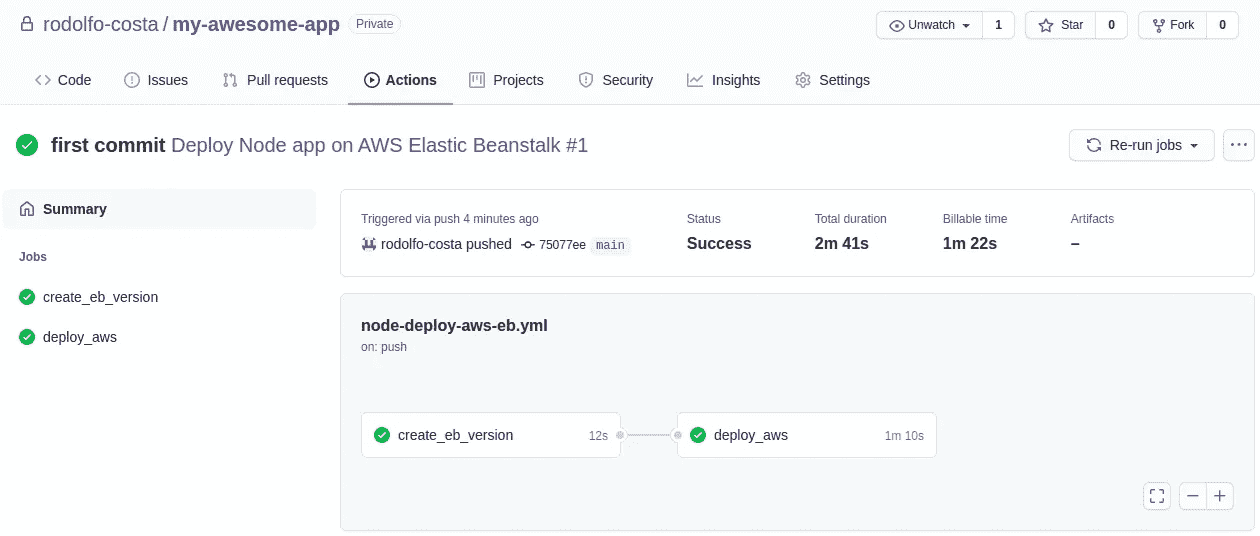 rodolfo-costa / my-awesome-app Private Unwatch 1 Star 0 Fork 0
Code Issues Pull requests Actions Projects Security Insights Settings
first commit Deploy Node app on AWS Elastic Beanstalk #1 Re-run jobs
Summary
Jobs
create_eb_version
deploy_aws
Triggered via push 4 minutes ago Status Total duration Billable time Artifacts
rodolfo-costa pushed 75077ee main Success 2m 41s 1m 22s –
node-deploy-aws-eb.yml
on: push
create_eb_version 12s deploy_aws 1m 10s